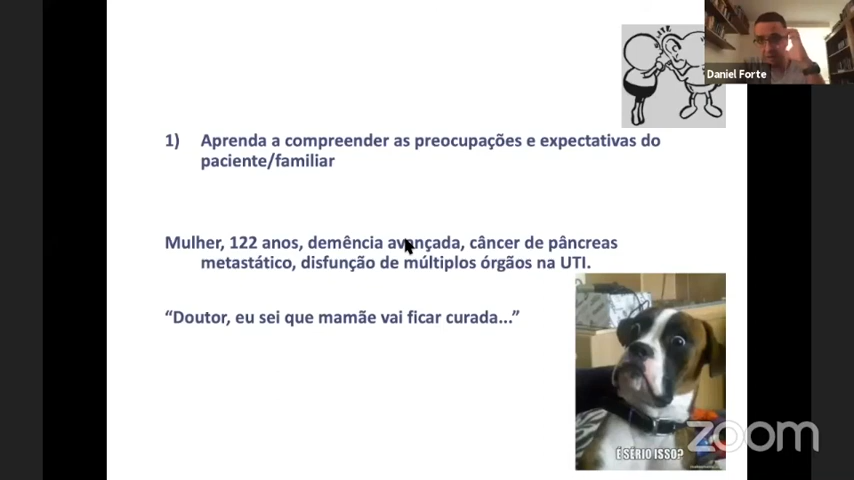 Daniel Forte
1) Aprenda a compreender as preocupações e expectativas do
paciente/familiar
Mulher, 122 anos, demência avançada, câncer de pâncreas
metastático, disfunção de múltiplos órgãos na UTI.
“Doutor, eu sei que mamãe vai ficar curada...”
É SÉRIO ISSO?
zoom